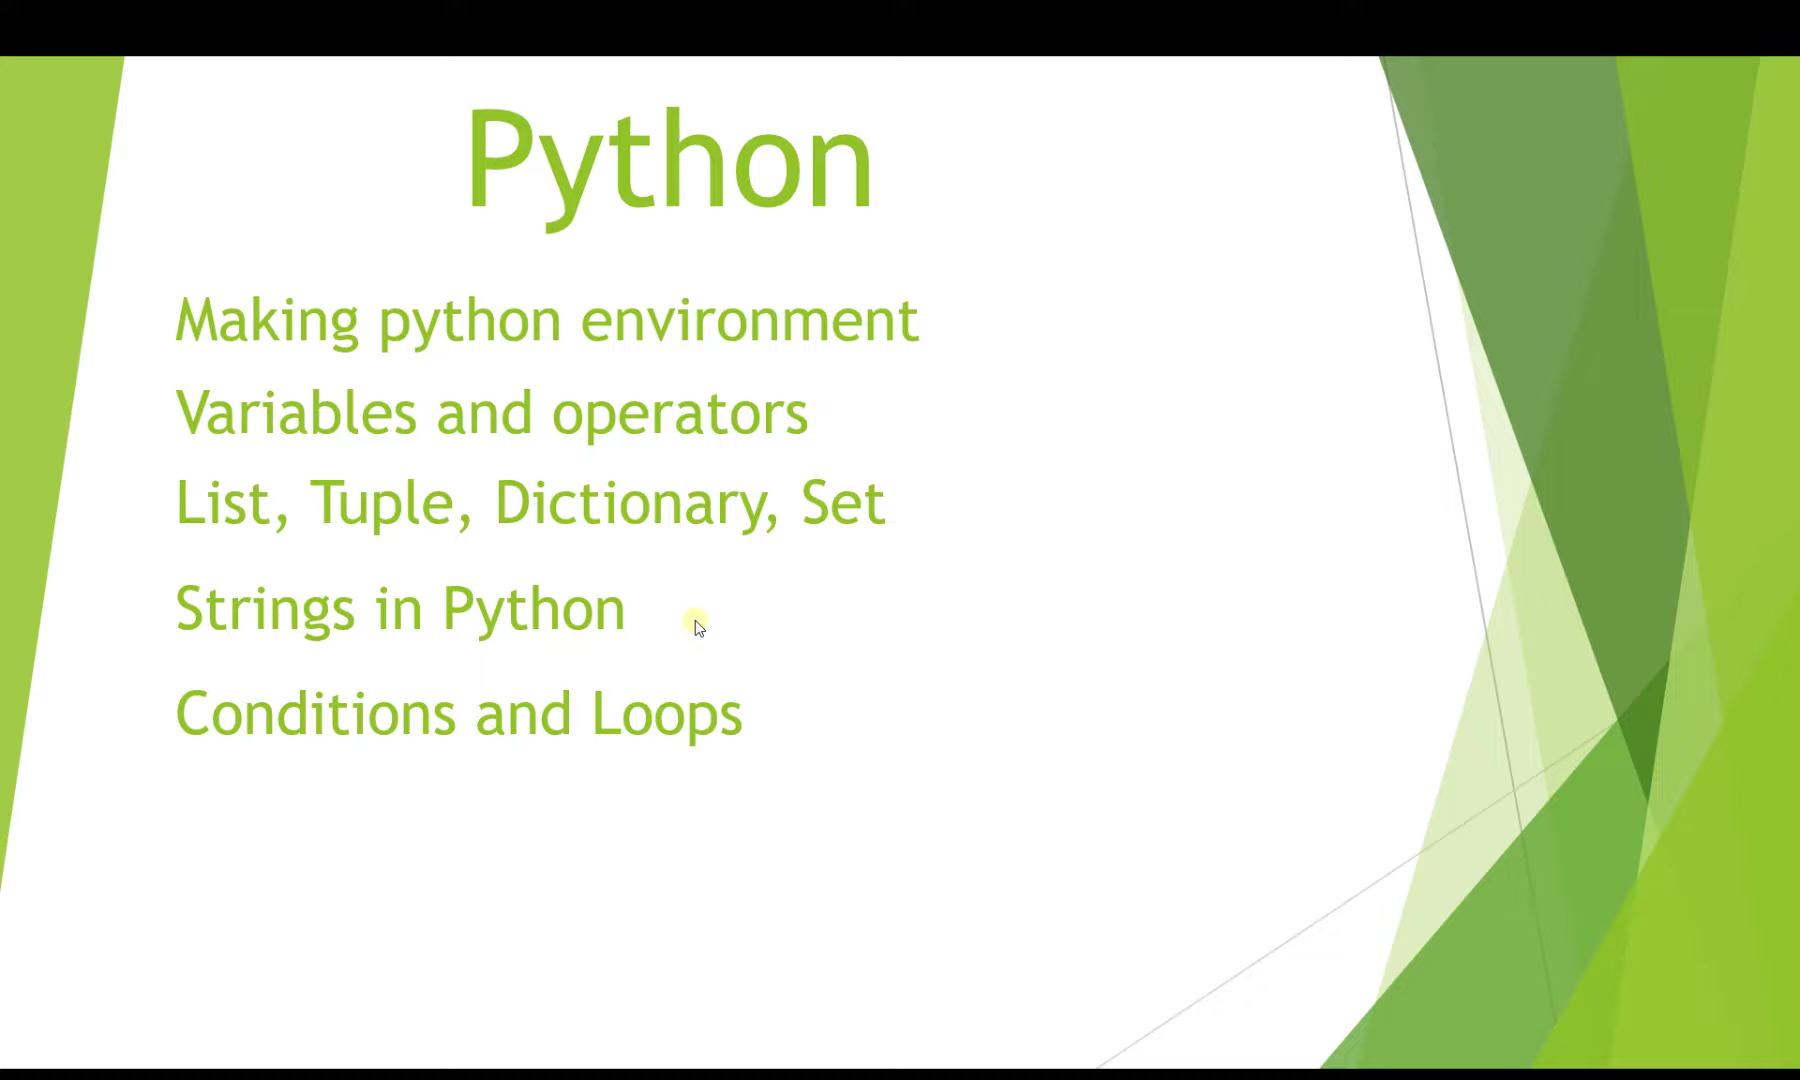 Python
Making python environment
Variables and operators
List, Tuple, Dictionary, Set
Strings in Python
Conditions and Loops